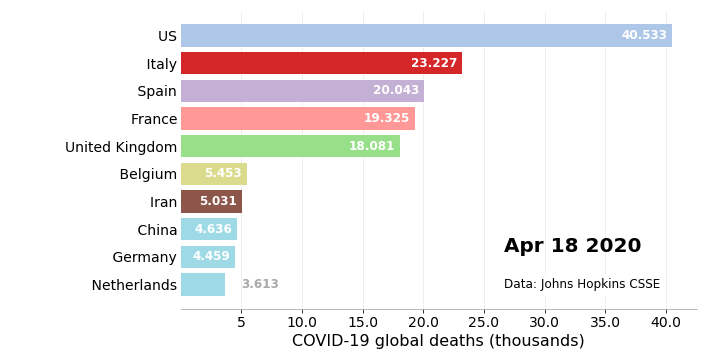 US 40.533
Italy 23.227
Spain 20.043
France 19.325
United Kingdom 18.081
Belgium 5.453
Iran 5.031
China 4.636
Germany 4.459
Netherlands 3.613
Apr 18 2020
Data: Johns Hopkins CSSE
5 10.0 15.0 20.0 25.0 30.0 35.0 40.0
COVID-19 global deaths (thousands)